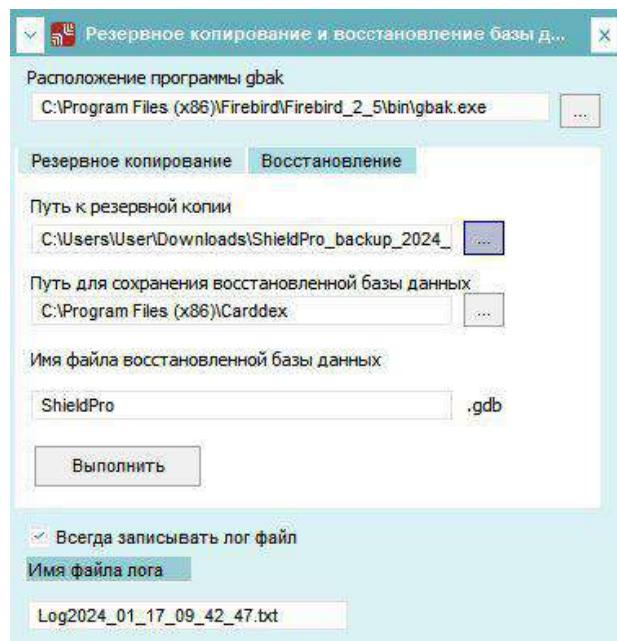 Резервное копирование и восстановление базы д...
Расположение программы gbak
C:\Program Files (x86)\Firebird\Firebird_2_5\bin\gbak.exe
...
Резервное копирование Восстановление
Путь к резервной копии
C:\Users\User\Downloads\ShieldPro_backup_2024_
...
Путь для сохранения восстановленной базы данных
C:\Program Files (x86)\Carddex
...
Имя файла восстановленной базы данных
ShieldPro .gdb
Выполнить
Всегда записывать лог файл
Имя файла лога
Log2024_01_17_09_42_47.txt